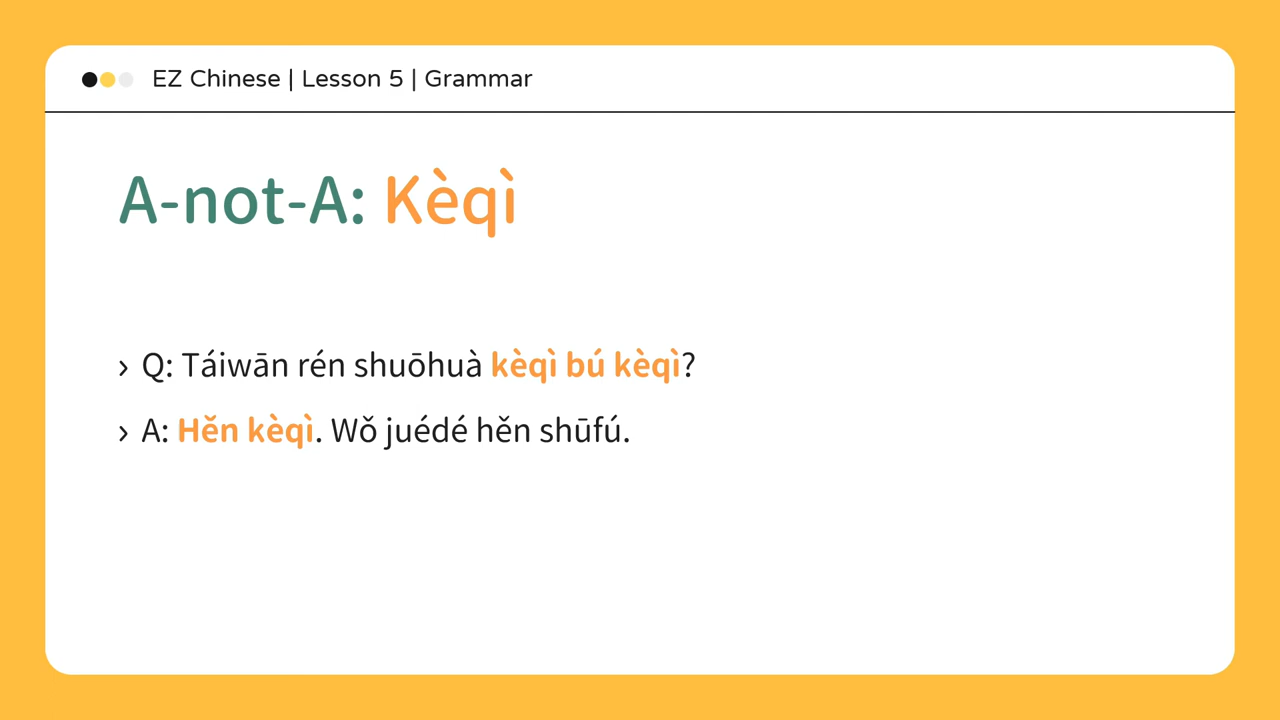 EZ Chinese | Lesson 5 | Grammar
A-not-A: Kèqì
› Q: Táiwān rén shuōhuà kèqì bú kèqì?
› A: Hěn kèqì. Wǒ juédé hěn shūfú.